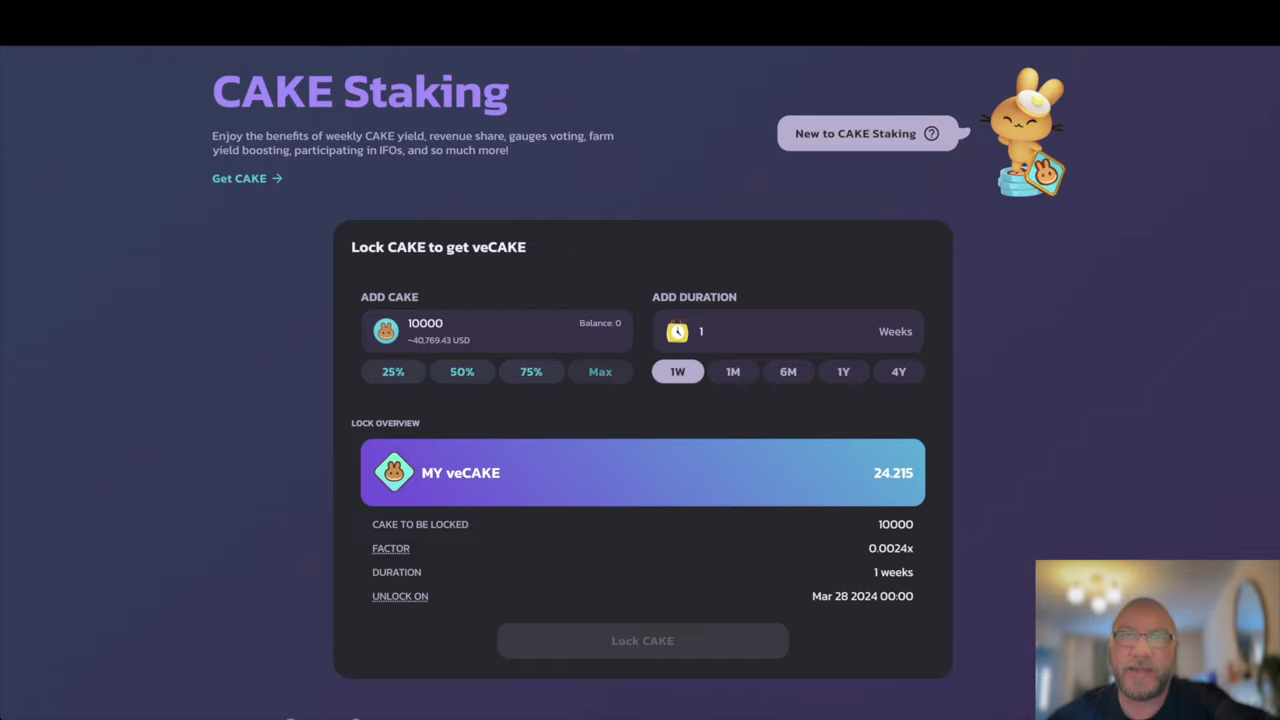 CAKE Staking
Enjoy the benefits of weekly CAKE yield, revenue share, gauges voting, farm
yield boosting, participating in IFOs, and so much more!
Get CAKE →
New to CAKE Staking ?
Lock CAKE to get veCAKE
ADD CAKE
10000
Balance: 0
~40,769.43 USD
25% 50% 75% Max
ADD DURATION
1 Weeks
1W 1M 6M 1Y 4Y
LOCK OVERVIEW
MY veCAKE 24.215
CAKE TO BE LOCKED 10000
FACTOR 0.0024x
DURATION 1 weeks
UNLOCK ON Mar 28 2024 00:00
Lock CAKE